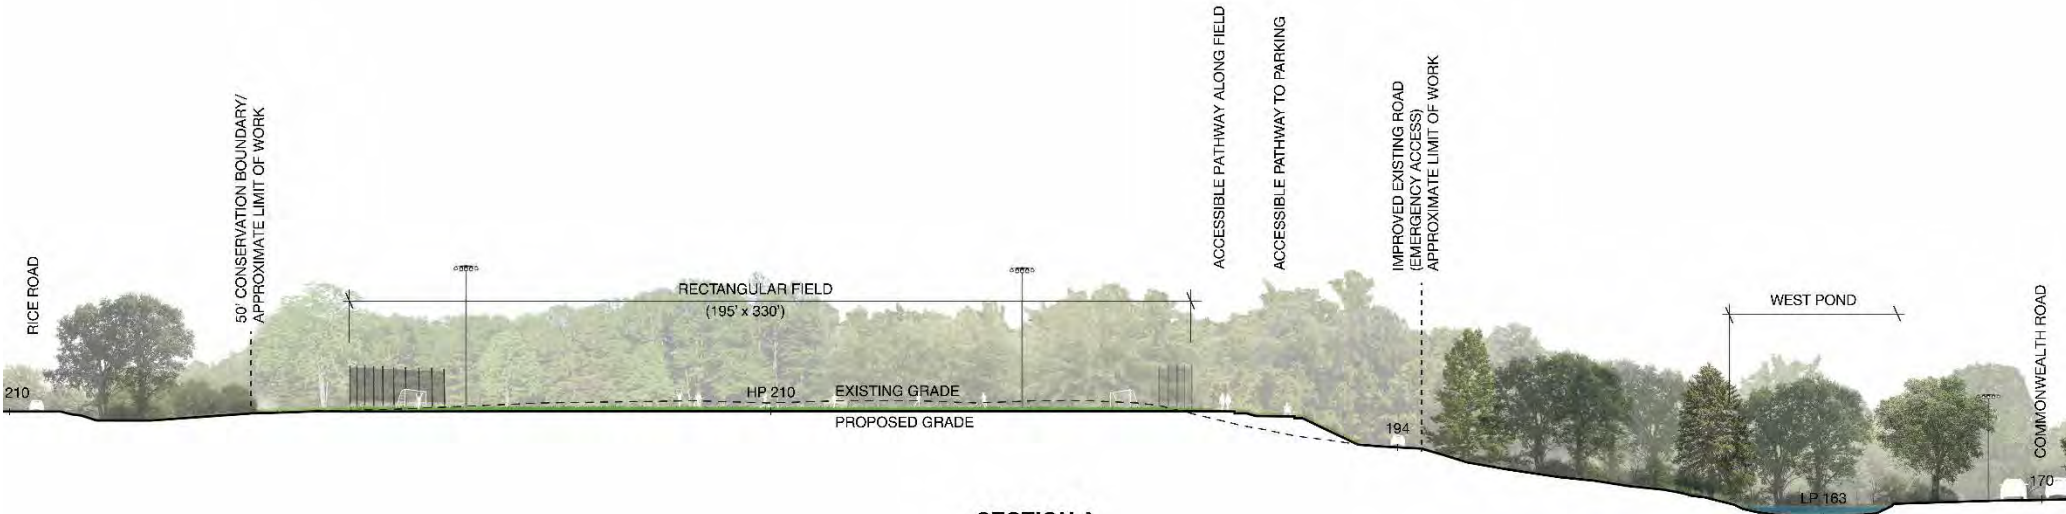 RICE ROAD
210
50' CONSERVATION BOUNDARY/
APPROXIMATE LIMIT OF WORK
RECTANGULAR FIELD
(195' x 330')
HP 210
EXISTING GRADE
PROPOSED GRADE
ACCESSIBLE PATHWAY ALONG FIELD
ACCESSIBLE PATHWAY TO PARKING
IMPROVED EXISTING ROAD
(EMERGENCY ACCESS)
APPROXIMATE LIMIT OF WORK
194
WEST POND
LP 163
COMMONWEALTH ROAD
170
SECTION A